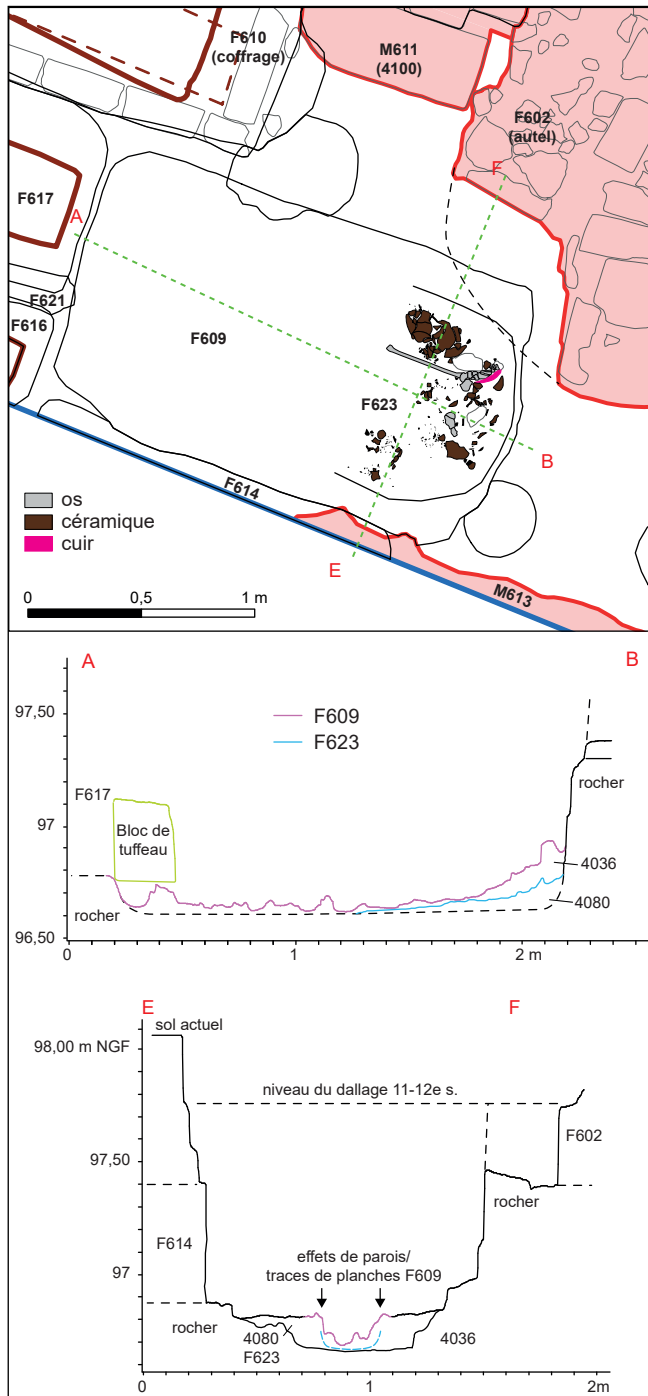 F610
(coffrage)
M611
(4100)
F602
(autel)
F
F617
A
F621
F616
F609
F623
B
F614
E
M613
os
céramique
cuir
0 0,5 1 m
A B
97,50
F609
F623
F617
rocher
97
Bloc de
tuffeau
4036
rocher
4080
96,50
0 1 2 m
E F
sol actuel
98,00 m NGF
niveau du dallage 11-12e s.
F602
97,50
rocher
F614
effets de parois/
traces de planches F609
97
rocher
4080
F623
4036
0 1 2m